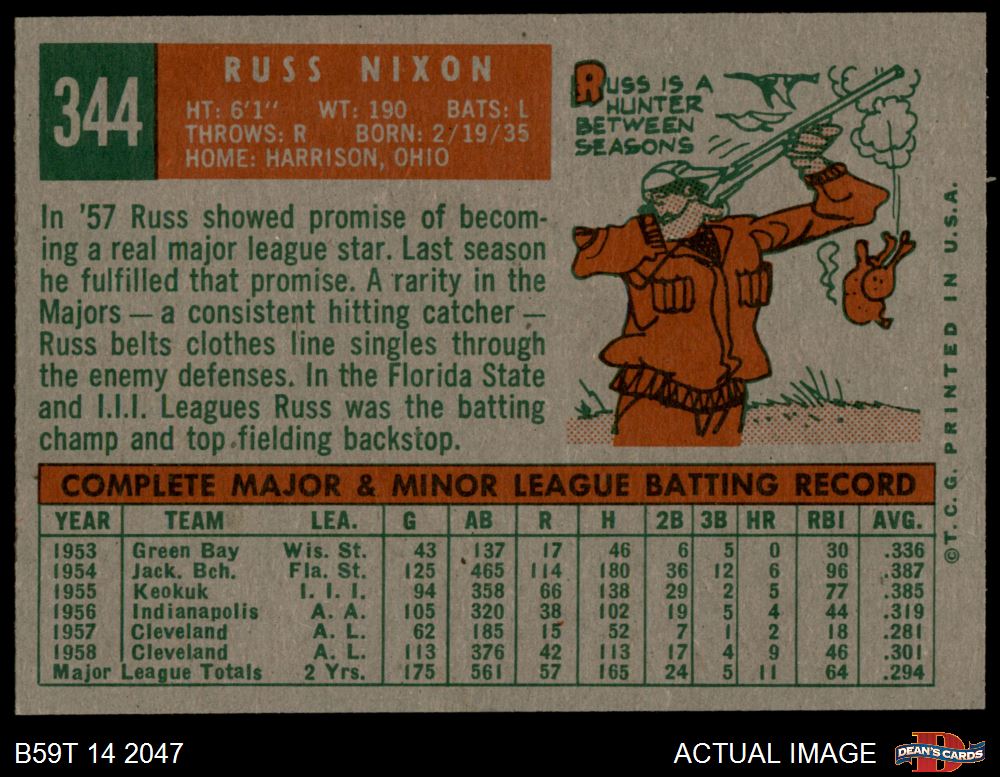 344
RUSS NIXON
HT: 6'1" WT: 190 BATS: L
THROWS: R BORN: 2/19/35
HOME: HARRISON, OHIO
RUSS IS A
HUNTER
BETWEEN
SEASONS
In '57 Russ showed promise of becom-
ing a real major league star. Last season
he fulfilled that promise. A rarity in the
Majors — a consistent hitting catcher —
Russ belts clothes line singles through
the enemy defenses. In the Florida State
and I.I.I. Leagues Russ was the batting
champ and top fielding backstop.
COMPLETE MAJOR & MINOR LEAGUE BATTING RECORD
YEAR TEAM LEA. G AB R H 2B 3B HR RBI AVG.
1953 Green Bay Wis. St. 43 137 17 46 6 5 0 30 .336
1954 Jack. Bch. Fla. St. 125 465 114 180 36 12 6 96 .387
1955 Keokuk I. I. I. 94 358 66 138 29 2 5 77 .385
1956 Indianapolis A. A. 105 320 38 102 19 5 4 44 .319
1957 Cleveland A. L. 62 185 15 52 7 1 2 18 .281
1958 Cleveland A. L. 113 376 42 113 17 4 9 46 .301
Major League Totals 2 Yrs. 175 561 57 165 24 5 11 64 .294
© T. C. G. PRINTED IN U.S.A.
B59T 14 2047
ACTUAL IMAGE
DEAN'S CARDS